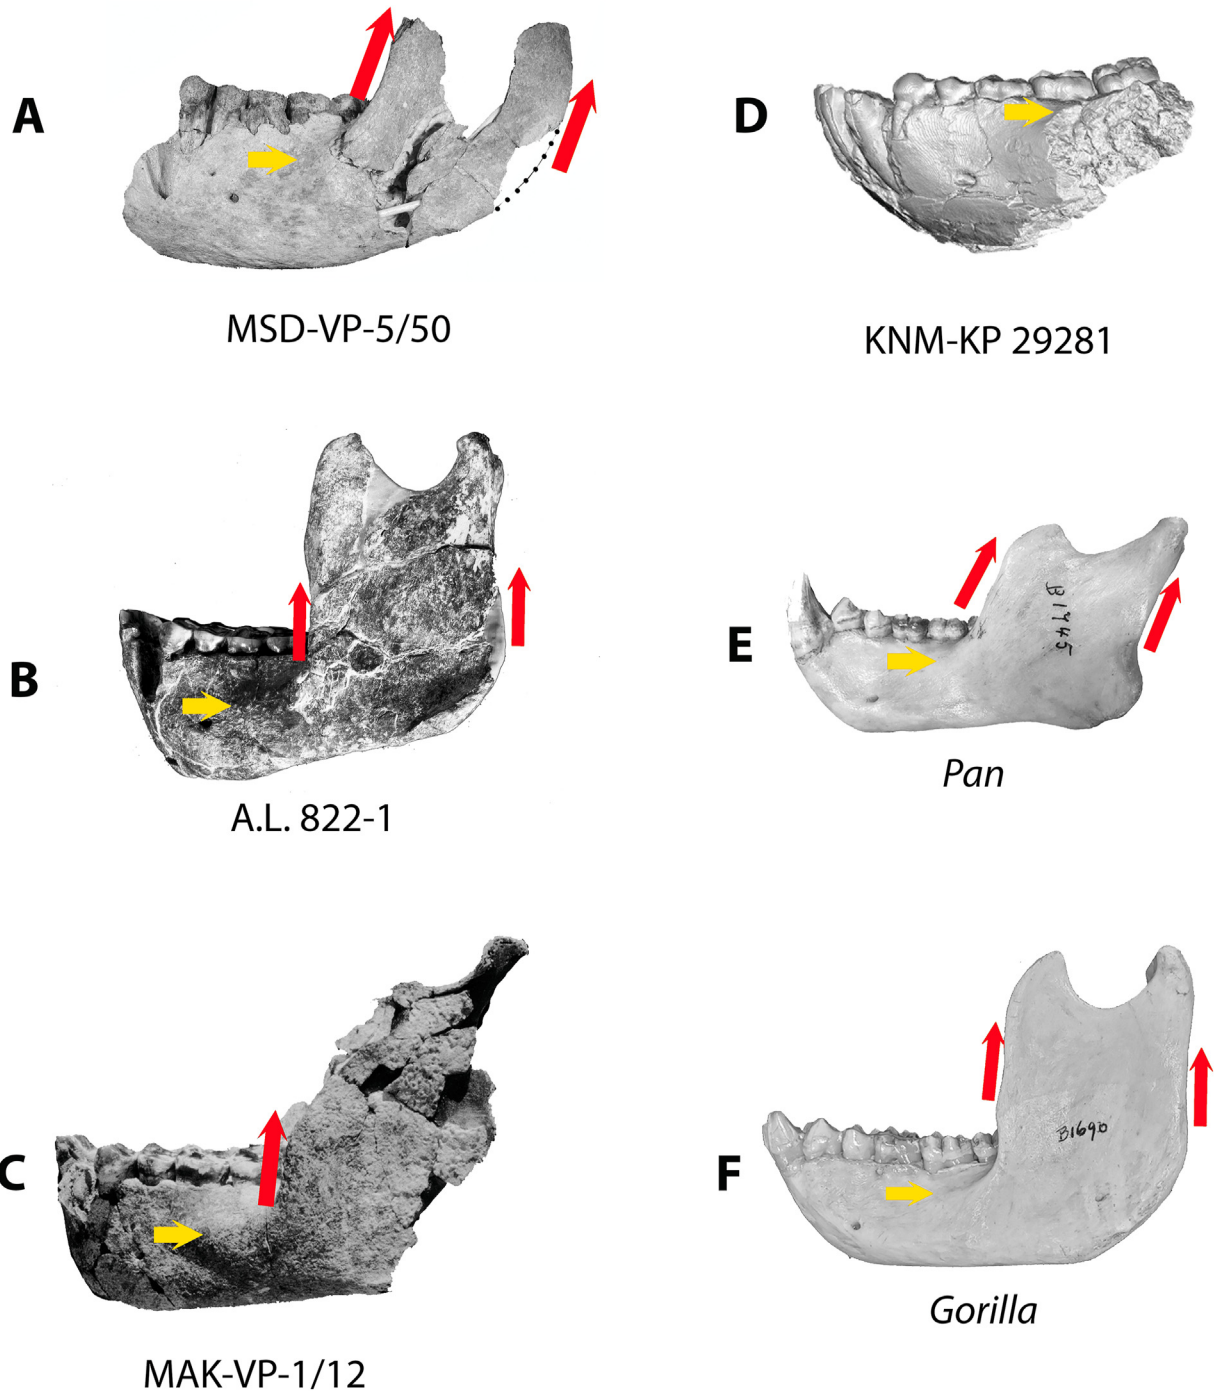 A
MSD-VP-5/50
D
KNM-KP 29281
B
A.L. 822-1
E
B1745
Pan
C
MAK-VP-1/12
F
B1690
Gorilla